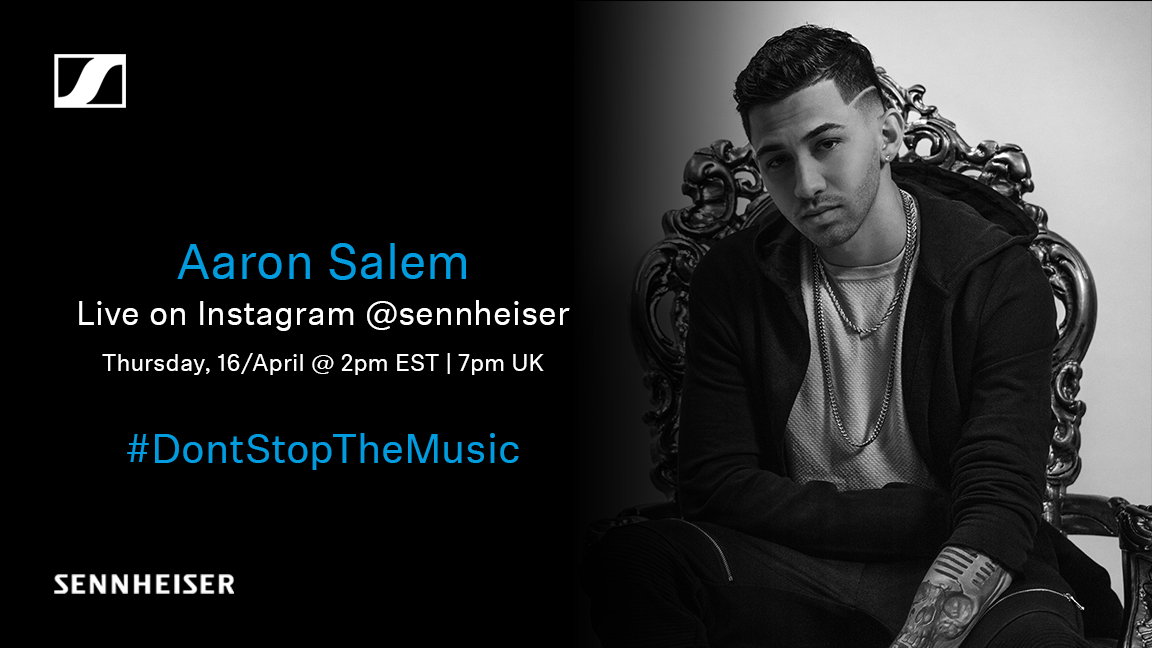 Aaron Salem
Live on Instagram @sennheiser
Thursday, 16/April @ 2pm EST | 7pm UK
#DontStopTheMusic
SENNHEISER